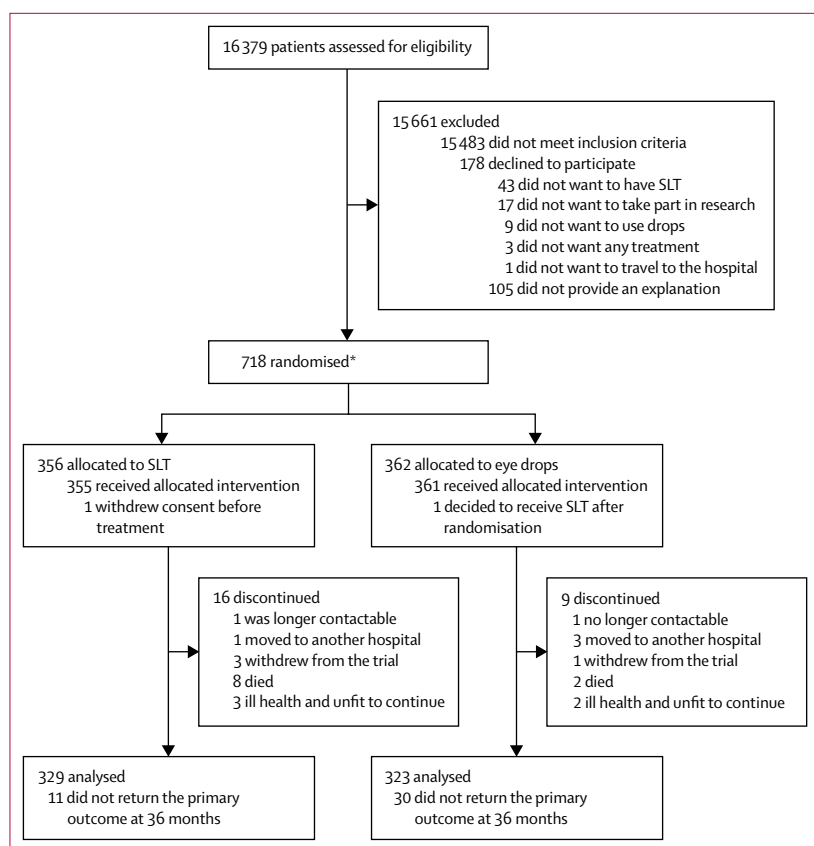 16 379 patients assessed for eligibility
15 661 excluded
15 483 did not meet inclusion criteria
178 declined to participate
43 did not want to have SLT
17 did not want to take part in research
9 did not want to use drops
3 did not want any treatment
1 did not want to travel to the hospital
105 did not provide an explanation
718 randomised*
356 allocated to SLT
355 received allocated intervention
1 withdrew consent before
treatment
362 allocated to eye drops
361 received allocated intervention
1 decided to receive SLT after
randomisation
16 discontinued
1 was longer contactable
1 moved to another hospital
3 withdrew from the trial
8 died
3 ill health and unfit to continue
9 discontinued
1 no longer contactable
3 moved to another hospital
1 withdrew from the trial
2 died
2 ill health and unfit to continue
329 analysed
11 did not return the primary
outcome at 36 months
323 analysed
30 did not return the primary
outcome at 36 months